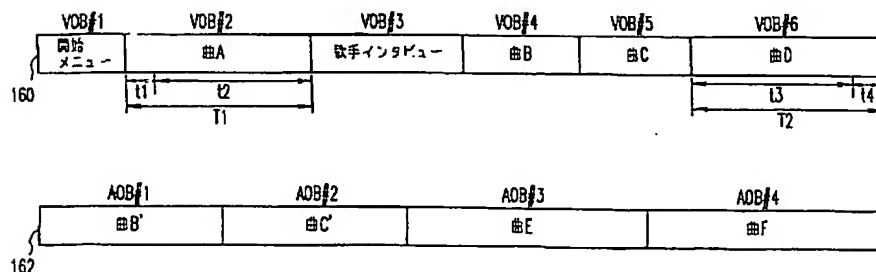 VOB#1 VOB#2 VOB#3 VOB#4 VOB#5 VOB#6
開始
メニュー
曲A 歌手インタビュー 曲B 曲C 曲D
160
t1 t2 t3 t4
T1 T2
AOB#1 AOB#2 AOB#3 AOB#4
曲B' 曲C' 曲E 曲F
162